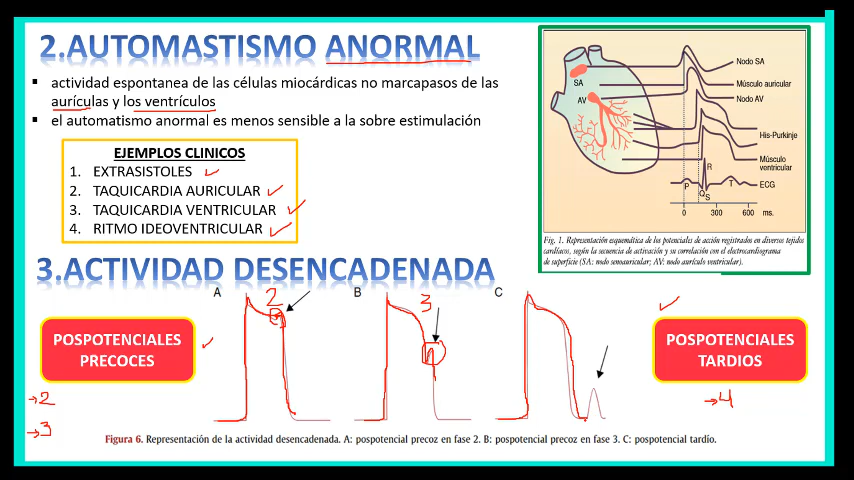 2.AUTOMASTISMO ANORMAL
actividad espontanea de las células miocárdicas no marcapasos de las
aurículas y los ventrículos
el automatismo anormal es menos sensible a la sobre estimulación
EJEMPLOS CLINICOS
1. EXTRASISTOLES
2. TAQUICARDIA AURICULAR
3. TAQUICARDIA VENTRICULAR
4. RITMO IDEOVENTRICULAR
SA
AV
Nodo SA
Músculo auricular
Nodo AV
His-Purkinje
Músculo
ventricular
ECG
P
R
Q
S
T
0 300 600 ms.
Fig. 1. Representación esquemática de los potenciales de acción registrados en diversos tejidos
cardíacos, según la secuencia de activación y su correlación con el electrocardiograma
de superficie (SA: nodo senoauricular; AV: nodo aurículo ventricular).
3.ACTIVIDAD DESENCADENADA
POSPOTENCIALES
PRECOCES
→2
→3
A
2
B
3
C
POSPOTENCIALES
TARDIOS
→4
Figura 6. Representación de la actividad desencadenada. A: pospotencial precoz en fase 2. B: pospotencial precoz en fase 3. C: pospotencial tardío.